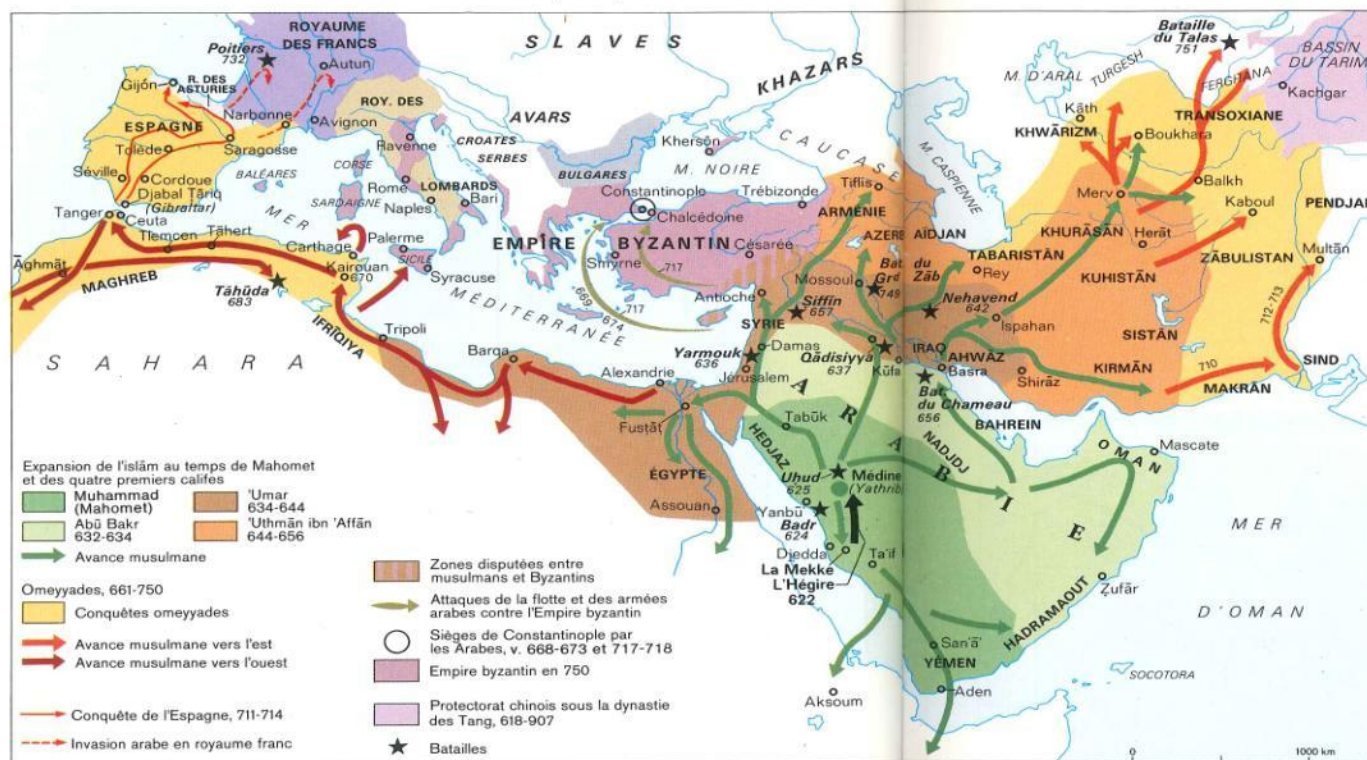 ROYAUME
DES FRANCS
Poitiers
732
Autun
SLAVES
KHAZARS
Bataille
du Talas
751
BASSIN
DU TARIM
Kachgar
FERGHANA
TURGESH
M. D'ARAL
Gijón
R. DES
ASTURIES
ROY. DES
AVARS
Kāth
KHWĀRIZM
TRANSOXIANE
Boukhara
ESPAGNE
Narbonne
Avignon
Ravenne
CROATES
SERBES
Khersón
CAUCASE
M. CASPIENNE
Tolède
Saragosse
CORSE
BULGARES
M. NOIRE
Séville
Cordoue
BALÉARES
Rome
LOMBARDS
Bari
Constantinople
Trébizonde
Tiflis
Merv
Balkh
Djabal Tāriq
(Gibraltar)
SARDAIGNE
Naples
Chalcédoine
ARMÉNIE
Kaboul
PENDJAB
Tanger
Ceuta
MER
EMPIRE BYZANTIN
Césarée
AZERBAÏDJAN
KHURĀSAN
Herāt
Tlemcen
Tāhert
Carthage
Palerme
Smyrne
717
TABARISTĀN
ZĀBULISTAN
Multān
Āghmāt
MAGHREB
Kairouan
670
SICILE
Syracuse
Mossoul
Bat. du
Grd Zāb
749
Rey
KUHISTĀN
Tāhūda
683
MÉDITERRANÉE
669
674
717
Antioche
Siffīn
657
Nehavend
642
Ispahan
SISTĀN
712-713
IFRĪQIYA
Tripoli
SYRIE
Damas
SAHARA
Barqa
Yarmouk
636
Qādisiyya
637
IRAQ
AHWĀZ
KIRMĀN
710
SIND
Alexandrie
Jérusalem
Kūfa
Basra
Shirāz
MAKRĀN
Fusṭāṭ
Tabūk
ARABIE
Bat.
du Chameau
656
BAHREIN
HEDJAZ
NADJDJ
OMAN
Mascate
ÉGYPTE
Uhud
625
Médine
(Yathrib)
Assouan
Yanbū
Badr
624
MER
D'OMAN
Djedda
Ta'if
La Mekke
L'Hégire
622
Ẓufār
HADRAMAOUT
San'ā'
YÉMEN
Aden
Aksoum
SOCOTORA
0 1000 km
Expansion de l'islām au temps de Mahomet
et des quatre premiers califes
Muhammad
(Mahomet)
'Umar
634-644
Abū Bakr
632-634
'Uthmān ibn 'Affān
644-656
Avance musulmane
Omeyyades, 661-750
Conquêtes omeyyades
Avance musulmane vers l'est
Avance musulmane vers l'ouest
Conquête de l'Espagne, 711-714
Invasion arabe en royaume franc
Zones disputées entre
musulmans et Byzantins
Attaques de la flotte et des armées
arabes contre l'Empire byzantin
Sièges de Constantinople par
les Arabes, v. 668-673 et 717-718
Empire byzantin en 750
Protectorat chinois sous la dynastie
des Tang, 618-907
Batailles